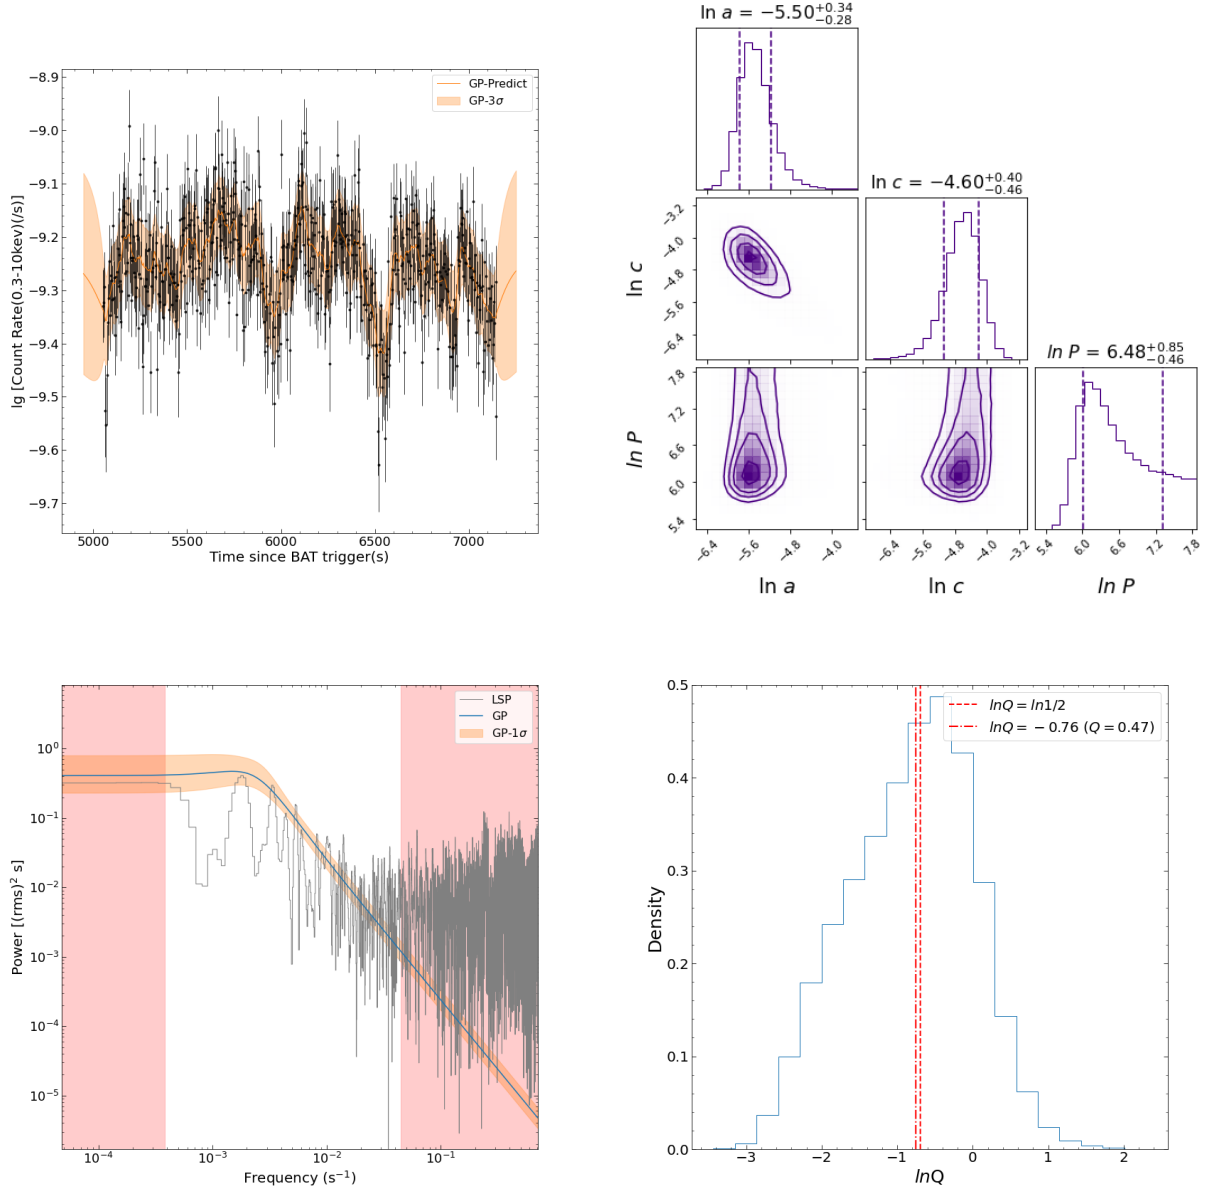 −8.9
−9.0
−9.1
−9.2
−9.3
−9.4
−9.5
−9.6
−9.7
lg [Count Rate(0.3-10kev)(/s)]
GP-Predict
GP-3σ
5000 5500 6000 6500 7000
Time since BAT trigger(s)
ln a = −5.50 +0.34 −0.28
ln c = −4.60 +0.40 −0.46
ln P = 6.48 +0.85 −0.46
−3.2
−4.0
−4.8
−5.6
−6.4
ln c
7.8
7.2
6.6
6.0
5.4
ln P
−6.4 −5.6 −4.8 −4.0
ln a
−6.4 −5.6 −4.8 −4.0 −3.2
ln c
5.4 6.0 6.6 7.2 7.8
ln P
LSP
GP
GP-1σ
10⁰
10⁻¹
10⁻²
10⁻³
10⁻⁴
10⁻⁵
Power [(rms)² s]
10⁻⁴ 10⁻³ 10⁻² 10⁻¹
Frequency (s⁻¹)
0.5
0.4
0.3
0.2
0.1
0.0
Density
lnQ = ln1/2
lnQ = −0.76 (Q = 0.47)
−3 −2 −1 0 1 2
lnQ